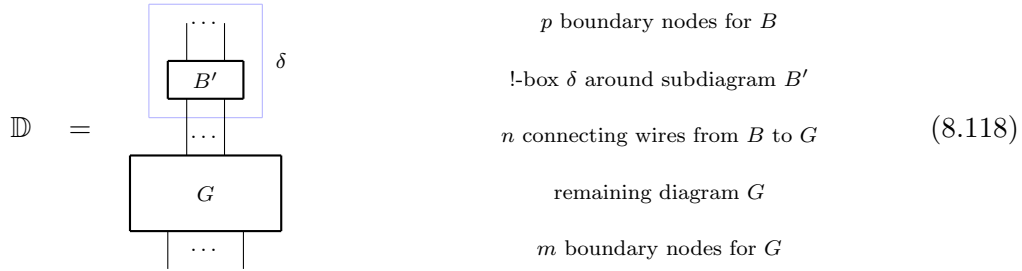 ··· p boundary nodes for B
B′ δ !-box δ around subdiagram B′
𝔻 = ··· n connecting wires from B to G (8.118)
G remaining diagram G
··· m boundary nodes for G